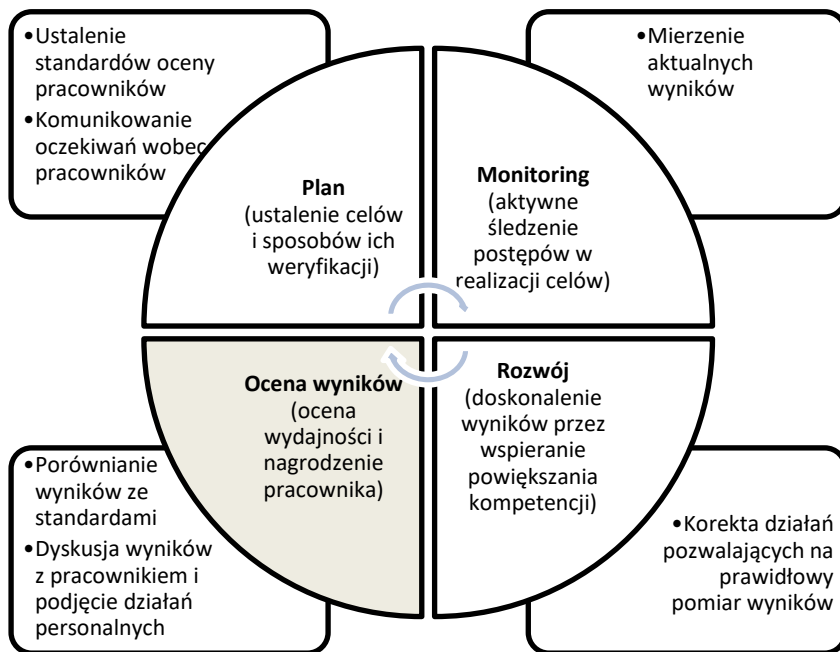 •Ustalenie
standardów oceny
pracowników
•Komunikowanie
oczekiwań wobec
pracowników
Plan
(ustalenie celów
i sposobów ich
weryfikacji)
•Mierzenie
aktualnych
wyników
Monitoring
(aktywne
śledzenie
postępów w
realizacji celów)
Ocena wyników
(ocena
wydajności i
nagrodzenie
pracownika)
•Porównianie
wyników ze
standardami
•Dyskusja wyników
z pracownikiem i
podjęcie działań
personalnych
Rozwój
(doskonalenie
wyników przez
wspieranie
powiększania
kompetencji)
•Korekta działań
pozwalających na
prawidłowy
pomiar wyników